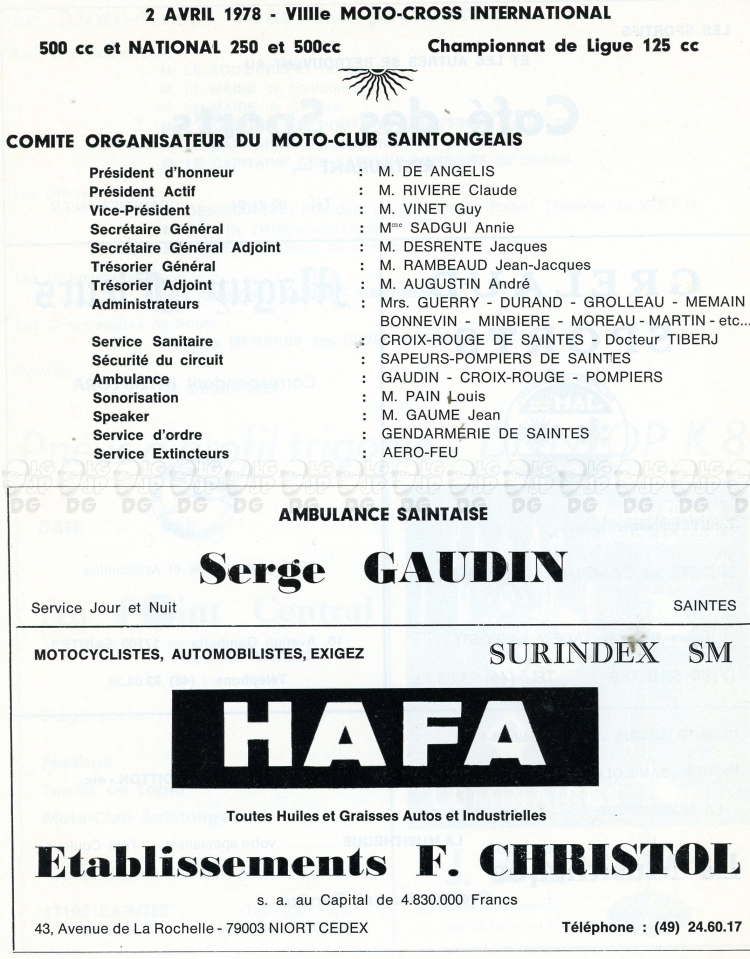 2 AVRIL 1978 - VIIIIe MOTO-CROSS INTERNATIONAL
500 cc et NATIONAL 250 et 500cc Championnat de Ligue 125 cc
COMITE ORGANISATEUR DU MOTO-CLUB SAINTONGEAIS
Président d'honneur : M. DE ANGELIS
Président Actif : M. RIVIERE Claude
Vice-Président : M. VINET Guy
Secrétaire Général : Mme SADGUI Annie
Secrétaire Général Adjoint : M. DESRENTE Jacques
Trésorier Général : M. RAMBEAUD Jean-Jacques
Trésorier Adjoint : M. AUGUSTIN André
Administrateurs : Mrs. GUERRY - DURAND - GROLLEAU - MEMAIN
BONNEVIN - MINBIERE - MOREAU - MARTIN - etc...
Service Sanitaire : CROIX-ROUGE DE SAINTES - Docteur TIBERJ
Sécurité du circuit : SAPEURS-POMPIERS DE SAINTES
Ambulance : GAUDIN - CROIX-ROUGE - POMPIERS
Sonorisation : M. PAIN Louis
Speaker : M. GAUME Jean
Service d'ordre : GENDARMERIE DE SAINTES
Service Extincteurs : AERO-FEU
AMBULANCE SAINTAISE
Serge GAUDIN
Service Jour et Nuit SAINTES
MOTOCYCLISTES, AUTOMOBILISTES, EXIGEZ SURINDEX SM
HAFA
Toutes Huiles et Graisses Autos et Industrielles
Etablissements F. CHRISTOL
s. a. au Capital de 4.830.000 Francs
43, Avenue de La Rochelle - 79003 NIORT CEDEX Téléphone : (49) 24.60.17